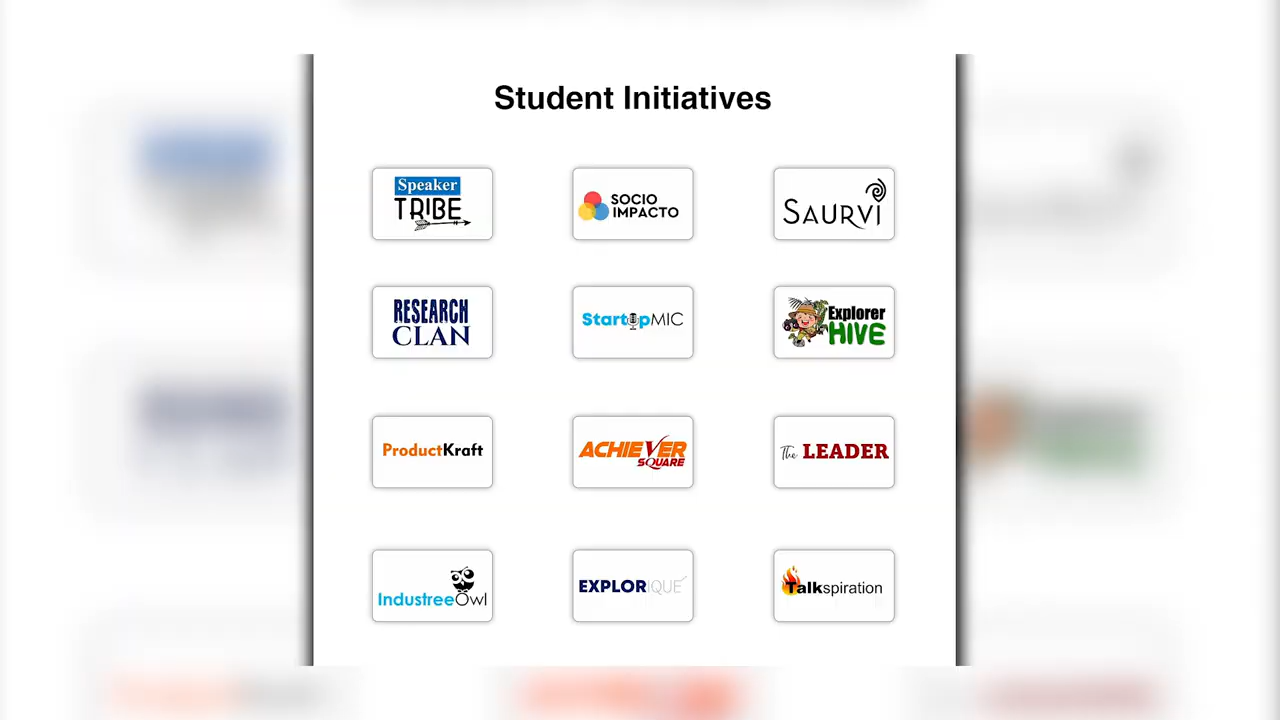 Student Initiatives
Speaker
TRIBE
SOCIO
IMPACTO
SAURVI
RESEARCH
CLAN
StartUpMIC
Explorer
HIVE
ProductKraft
ACHIEVER
SQUARE
The LEADER
IndustreeOwl
EXPLORIQUÉ
Talkspiration